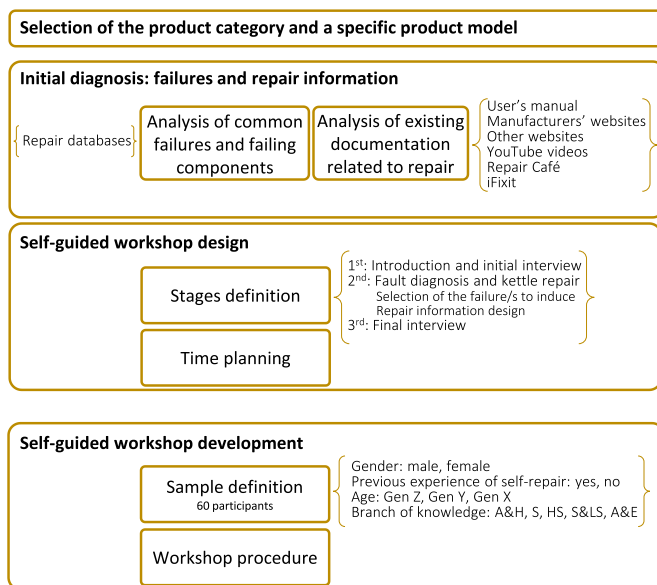 Selection of the product category and a specific product model
Initial diagnosis: failures and repair information
Repair databases
Analysis of common
failures and failing
components
Analysis of existing
documentation
related to repair
User's manual
Manufacturers' websites
Other websites
YouTube videos
Repair Café
iFixit
Self-guided workshop design
Stages definition
1st: Introduction and initial interview
2nd: Fault diagnosis and kettle repair
Selection of the failure/s to induce
Repair information design
3rd: Final interview
Time planning
Self-guided workshop development
Sample definition
60 participants
Gender: male, female
Previous experience of self-repair: yes, no
Age: Gen Z, Gen Y, Gen X
Branch of knowledge: A&H, S, HS, S&LS, A&E
Workshop procedure